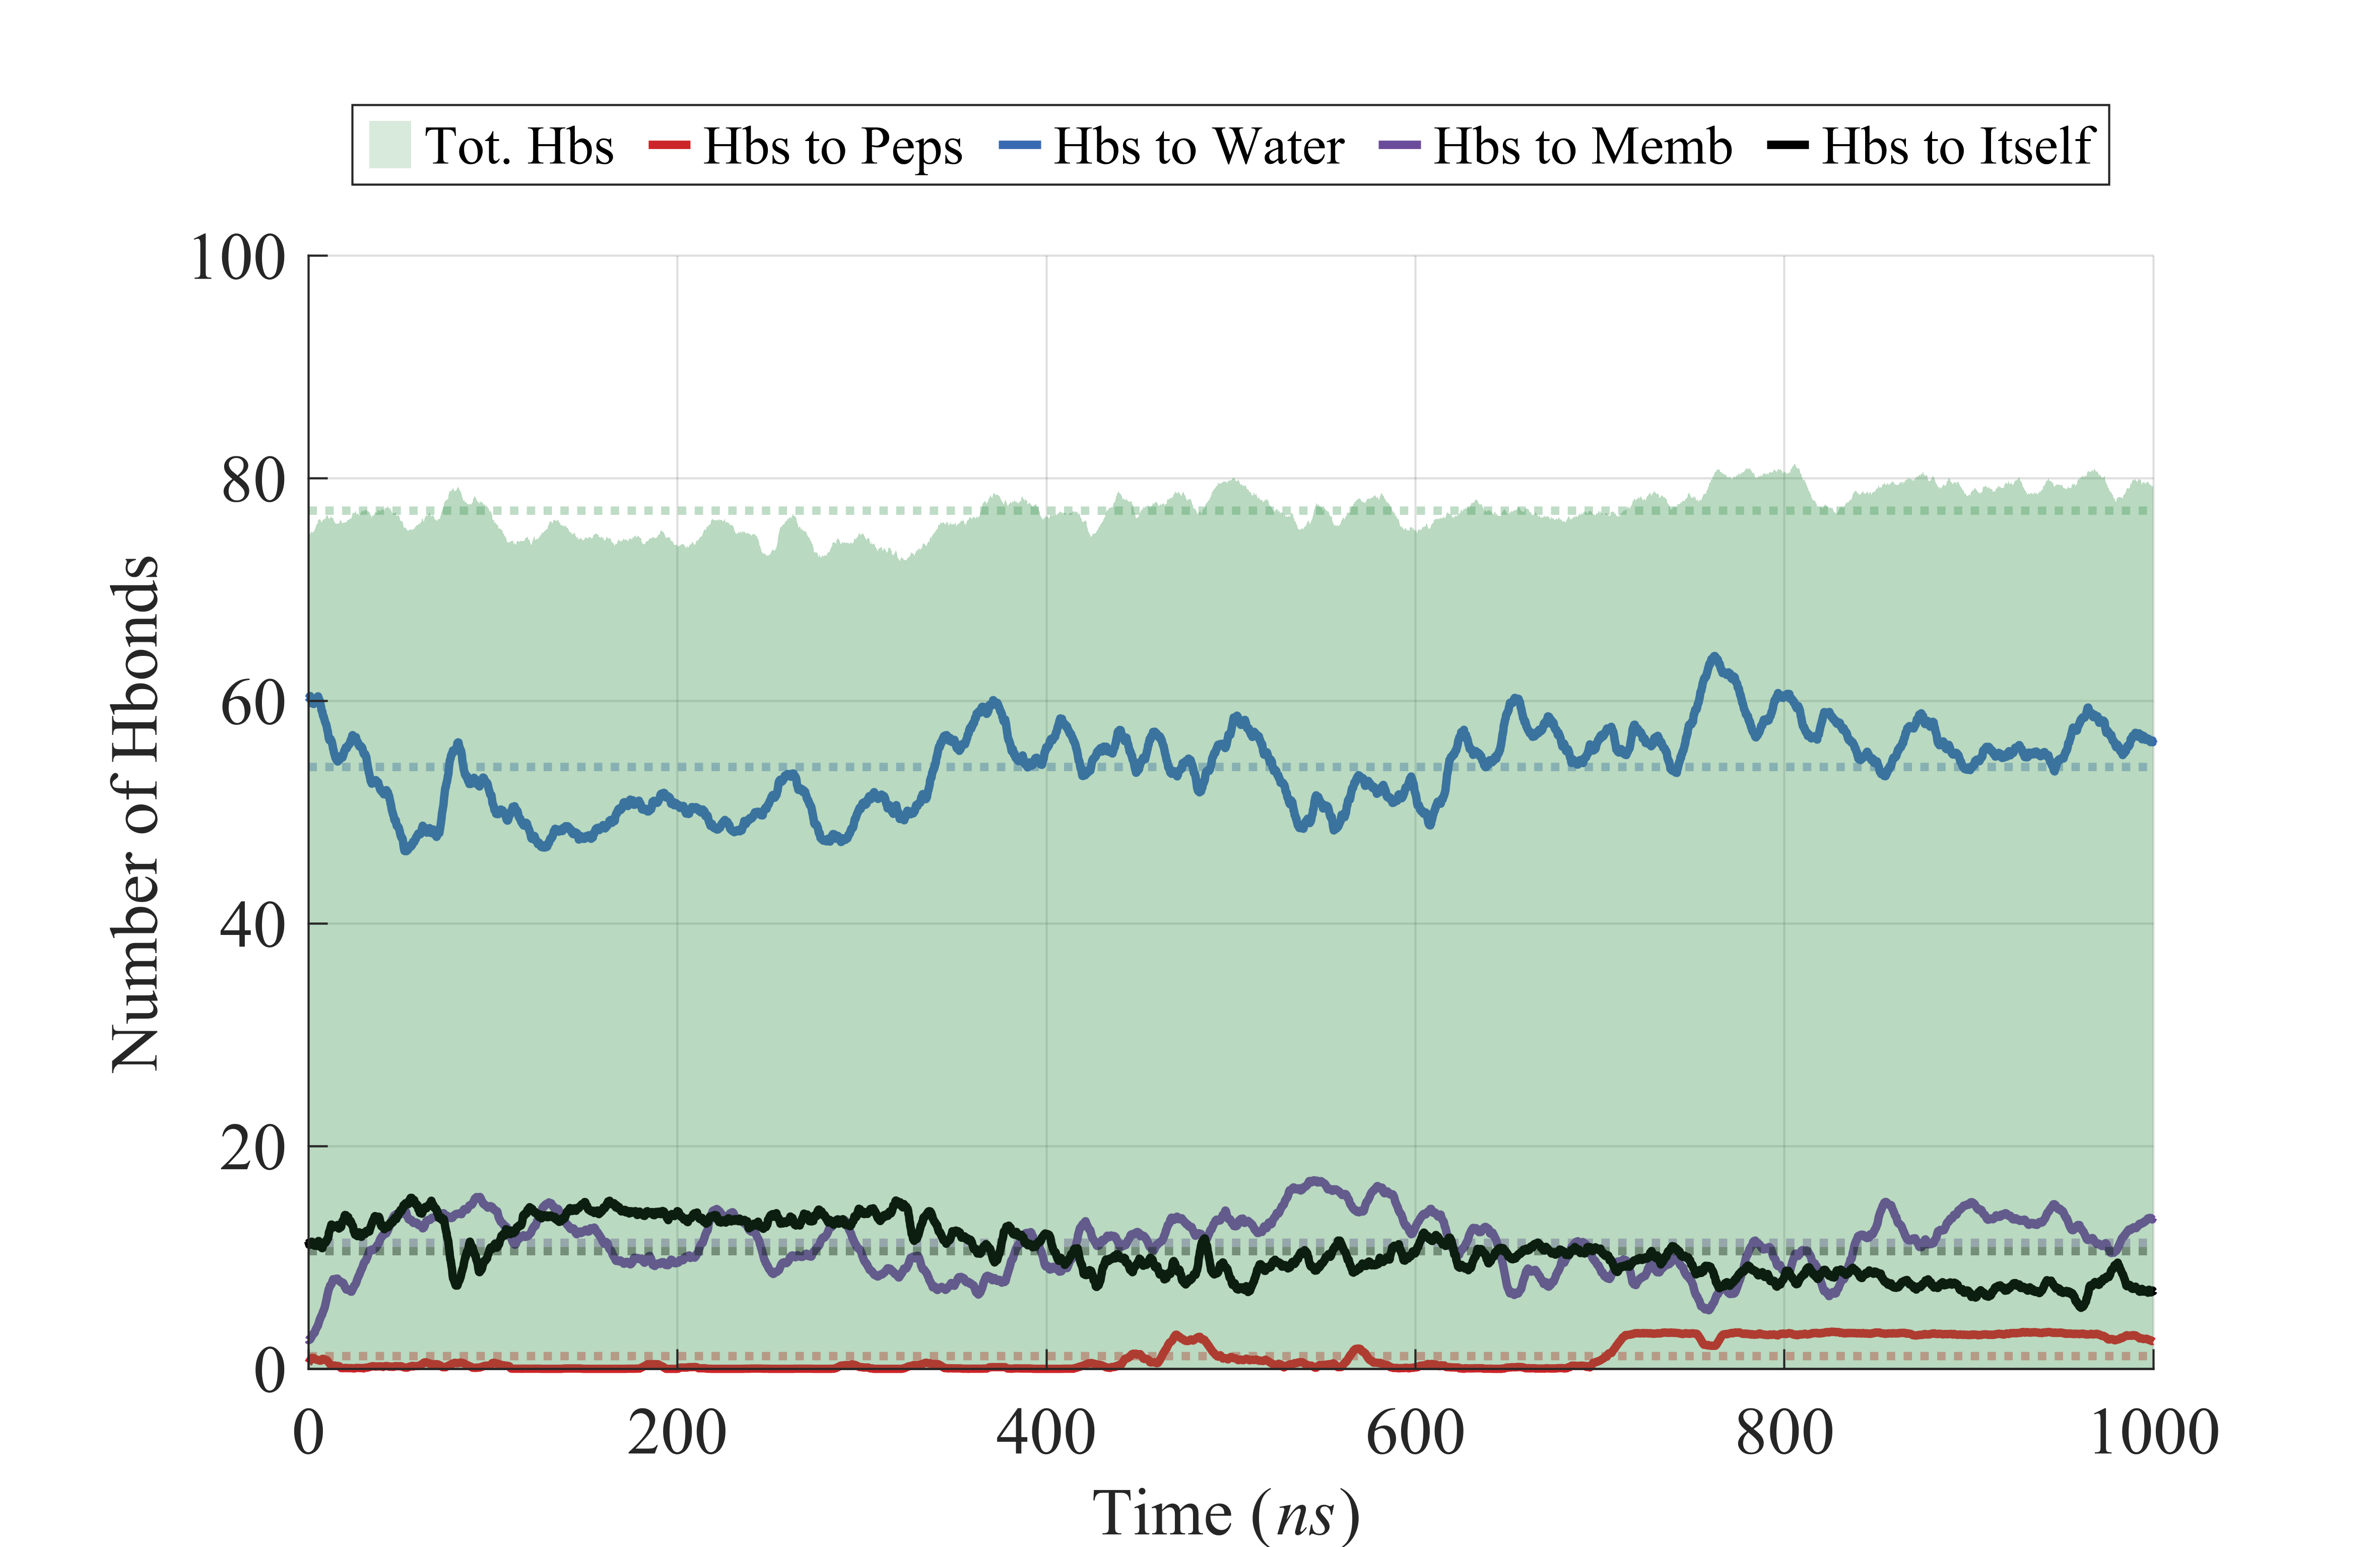 Tot. Hbs Hbs to Peps Hbs to Water Hbs to Memb Hbs to Itself
100
80
60
40
20
0
Number of Hbonds
0 200 400 600 800 1000
Time (ns)